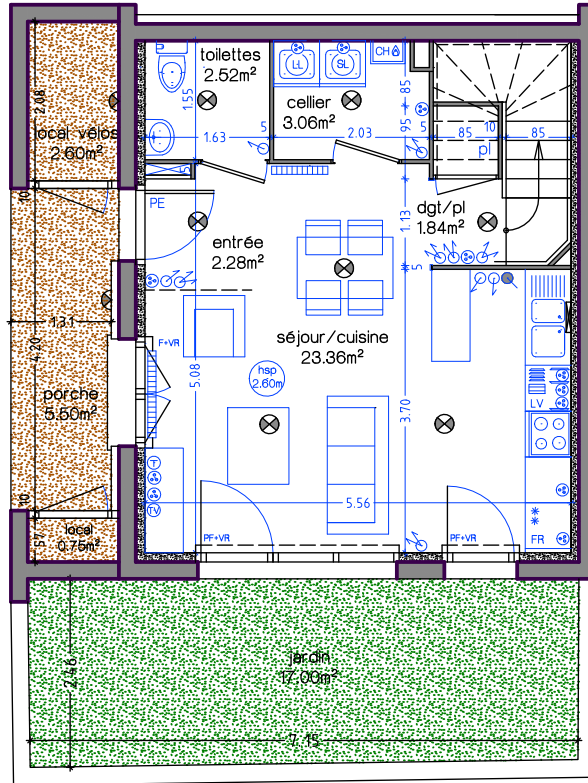 toilettes
2.52m²
LL
SL
CH
cellier
3.06m²
2.08
1.55
85
local vélos
2.60m²
1.63
5
2.03
95
5
85
10
85
pl
PE
10
1.13
dgt/pl
1.84m²
entrée
2.28m²
5
séjour/cuisine
23.36m²
1.31
4.20
F+VR
5.08
hsp
2.60m
porche
5.50m²
3.70
LV
T
TV
5.56
10
local
0.75m²
57
PF+VR
PF+VR
FR
jardin
17.00m²
2.46
7.15